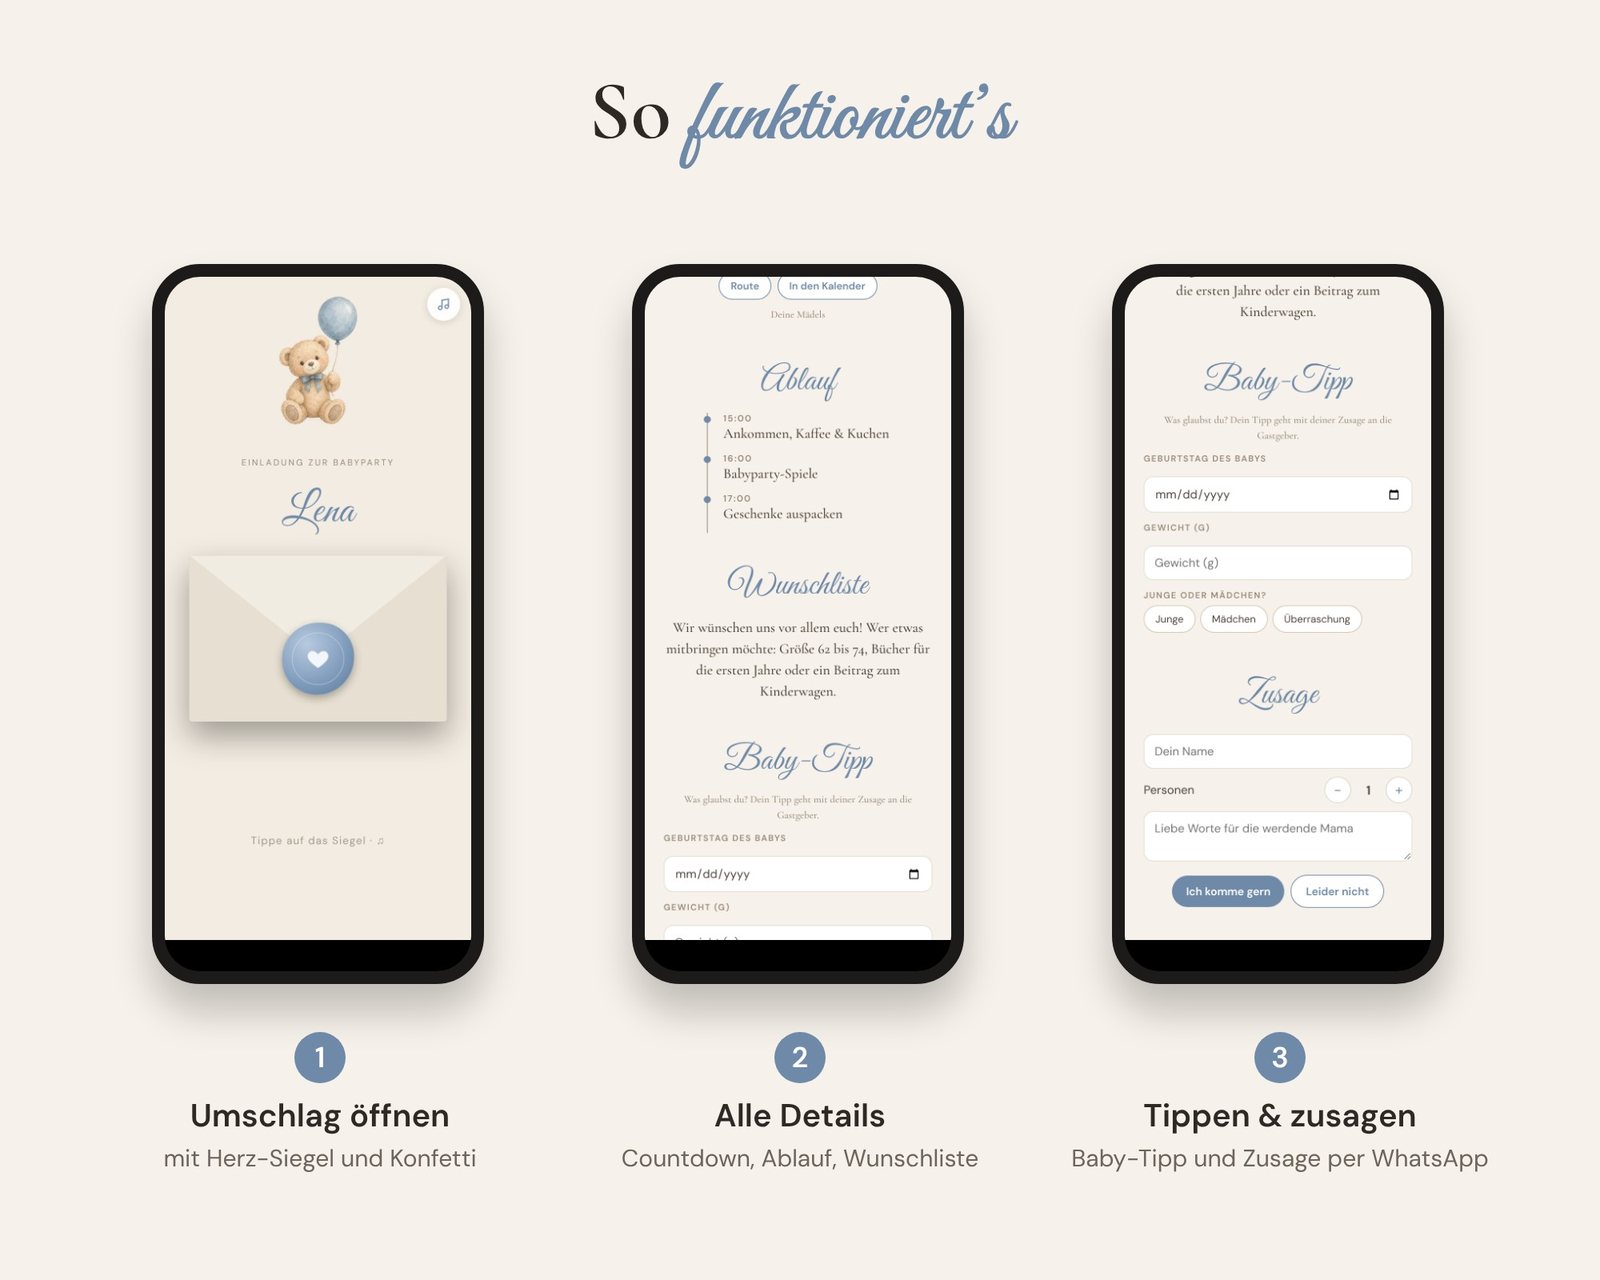 So funktioniert's
EINLADUNG ZUR BABYPARTY
Lena
Tippe auf das Siegel · ♫
1
Umschlag öffnen
mit Herz-Siegel und Konfetti
Route
In den Kalender
Deine Mädels
Ablauf
15:00
Ankommen, Kaffee & Kuchen
16:00
Babyparty-Spiele
17:00
Geschenke auspacken
Wunschliste
Wir wünschen uns vor allem euch! Wer etwas
mitbringen möchte: Größe 62 bis 74, Bücher für
die ersten Jahre oder ein Beitrag zum
Kinderwagen.
Baby-Tipp
Was glaubst du? Dein Tipp geht mit deiner Zusage an die
Gastgeber.
GEBURTSTAG DES BABYS
mm/dd/yyyy
GEWICHT (G)
2
Alle Details
Countdown, Ablauf, Wunschliste
die ersten Jahre oder ein Beitrag zum
Kinderwagen.
Baby-Tipp
Was glaubst du? Dein Tipp geht mit deiner Zusage an die
Gastgeber.
GEBURTSTAG DES BABYS
mm/dd/yyyy
GEWICHT (G)
Gewicht (g)
JUNGE ODER MÄDCHEN?
Junge
Mädchen
Überraschung
Zusage
Dein Name
Personen − 1 +
Liebe Worte für die werdende Mama
Ich komme gern
Leider nicht
3
Tippen & zusagen
Baby-Tipp und Zusage per WhatsApp